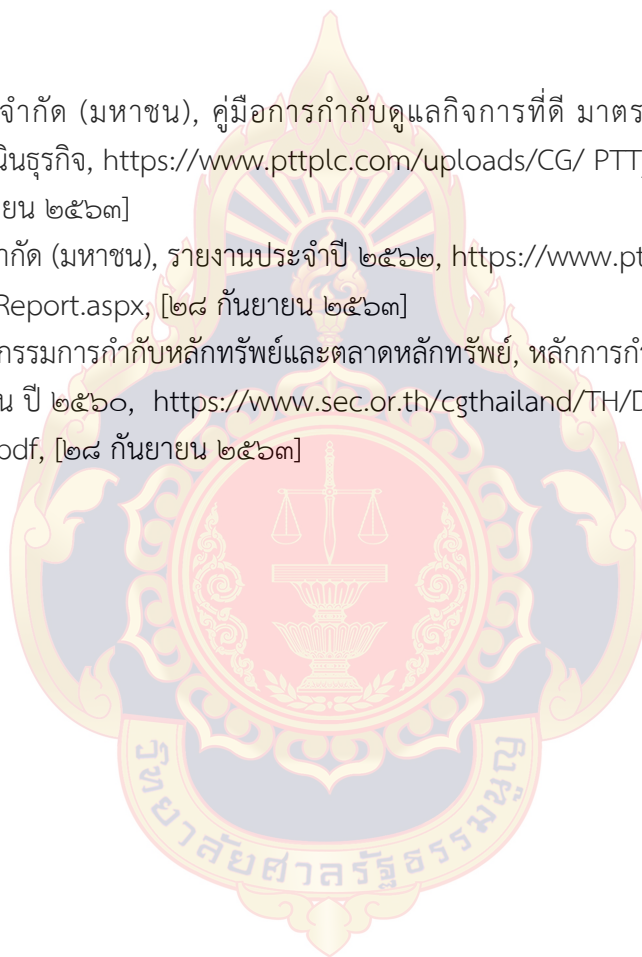 จำกัด (มหาชน), คู่มือการกำกับดูแลกิจการที่ดี มาตร
นินธุรกิจ, https://www.pttplc.com/uploads/CG/ PTT
ยน ๒๕๖๓]
ำกัด (มหาชน), รายงานประจำปี ๒๕๖๒, https://www.pt
Report.aspx, [๒๘ กันยายน ๒๕๖๓]
กรรมการกำกับหลักทรัพย์และตลาดหลักทรัพย์, หลักการก
น ปี ๒๕๖๐, https://www.sec.or.th/cgthailand/TH/D
pdf, [๒๘ กันยายน ๒๕๖๓]
วิทยาลัยศาลรัฐธรรมนูญ